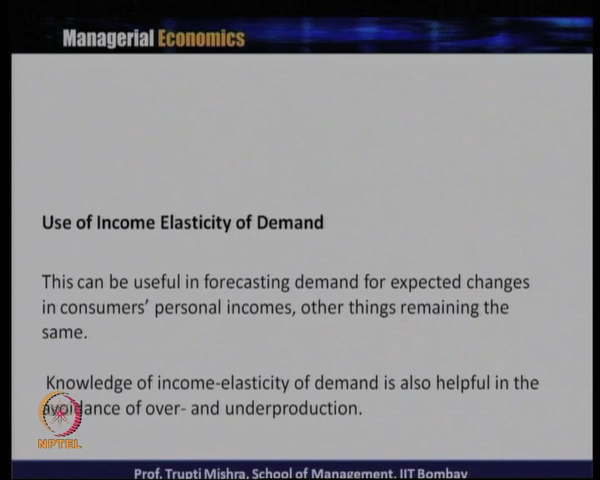 Managerial Economics
Use of Income Elasticity of Demand
This can be useful in forecasting demand for expected changes
in consumers’ personal incomes, other things remaining the
same.
Knowledge of income-elasticity of demand is also helpful in the
avoidance of over- and underproduction.
NPTEL
Prof. Trupti Mishra, School of Management, IIT Bombay